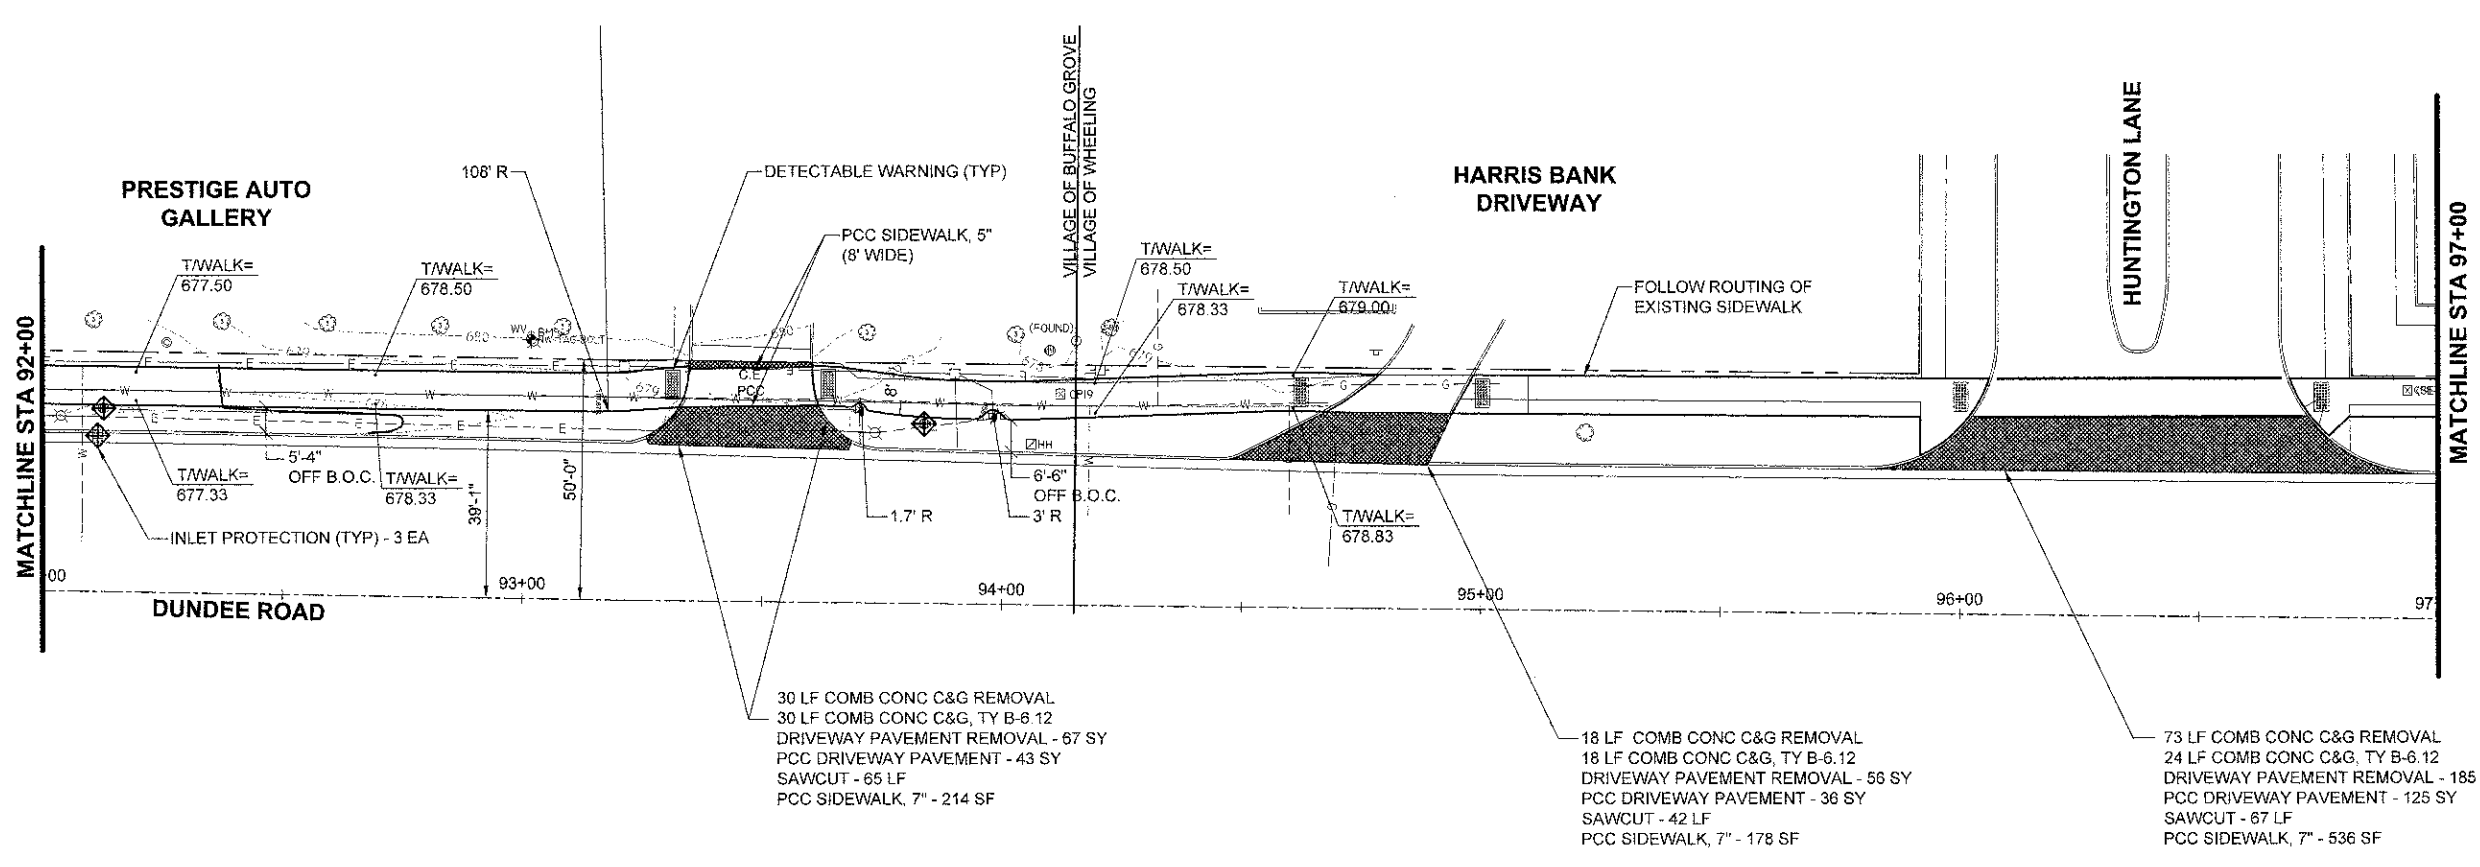 VILLAGE OF BUFFALO GROVE
VILLAGE OF WHEELING
HUNTINGTON LANE
PRESTIGE AUTO
GALLERY
108' R
DETECTABLE WARNING (TYP)
HARRIS BANK
DRIVEWAY
PCC SIDEWALK, 5"
(8' WIDE)
T/WALK=
677.50
T/WALK=
678.50
T/WALK=
678.50
T/WALK=
678.33
T/WALK=
679.00
FOLLOW ROUTING OF
EXISTING SIDEWALK
MATCHLINE STA 92+00
MATCHLINE STA 97+00
(FOUND)
WV
680
680
679
679
C.E
PCC
8'
CP19
HH
5'-4"
OFF B.O.C.
T/WALK=
677.33
T/WALK=
678.33
39'-1"
50'-0"
6'-6"
OFF B.O.C.
1.7' R
3' R
T/WALK=
678.83
INLET PROTECTION (TYP) - 3 EA
00
93+00
94+00
95+00
96+00
97
DUNDEE ROAD
30 LF COMB CONC C&G REMOVAL
30 LF COMB CONC C&G, TY B-6.12
DRIVEWAY PAVEMENT REMOVAL - 67 SY
PCC DRIVEWAY PAVEMENT - 43 SY
SAWCUT - 65 LF
PCC SIDEWALK, 7" - 214 SF
18 LF COMB CONC C&G REMOVAL
18 LF COMB CONC C&G, TY B-6.12
DRIVEWAY PAVEMENT REMOVAL - 56 SY
PCC DRIVEWAY PAVEMENT - 36 SY
SAWCUT - 42 LF
PCC SIDEWALK, 7" - 178 SF
73 LF COMB CONC C&G REMOVAL
24 LF COMB CONC C&G, TY B-6.12
DRIVEWAY PAVEMENT REMOVAL - 185
PCC DRIVEWAY PAVEMENT - 125 SY
SAWCUT - 67 LF
PCC SIDEWALK, 7" - 536 SF